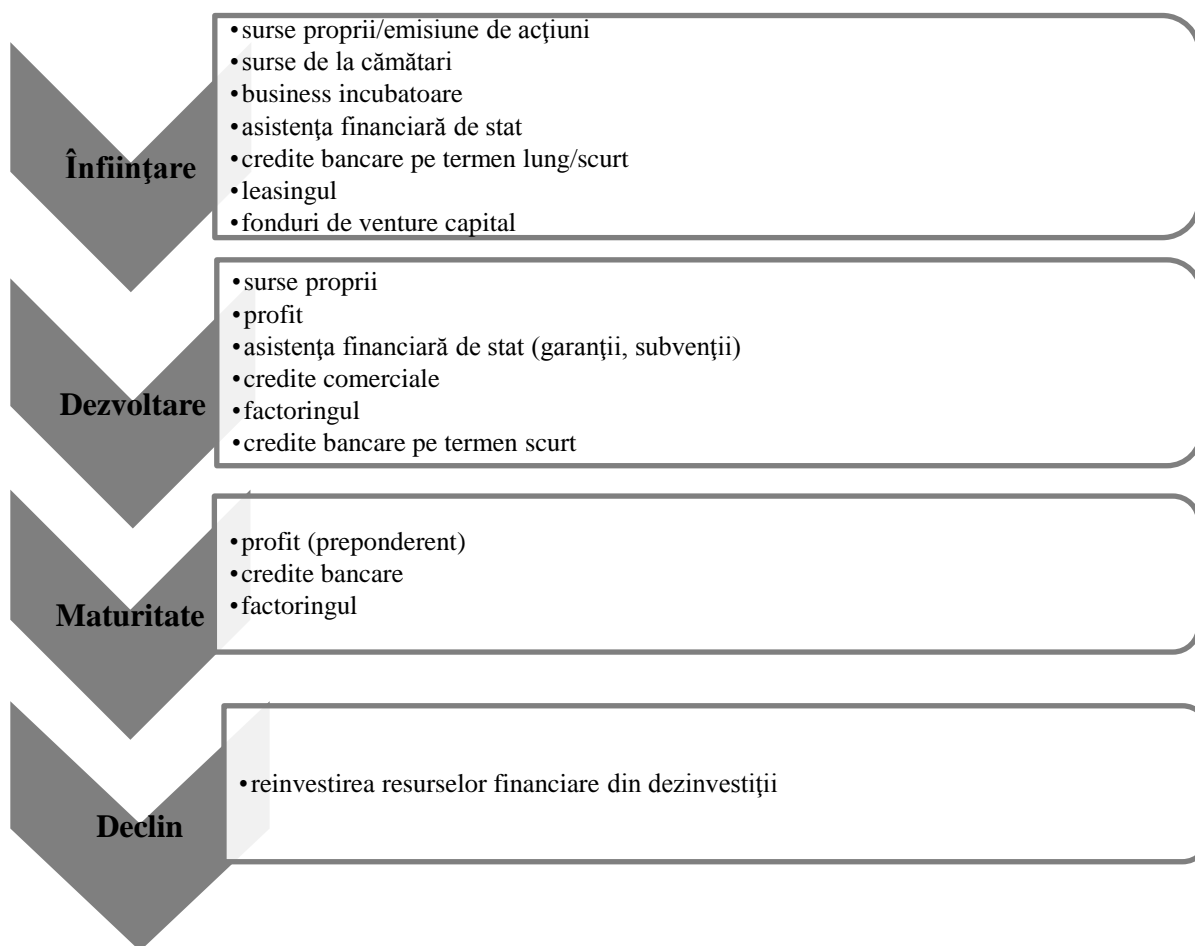 Înfiinţare
•surse proprii/emisiune de acţiuni
•surse de la cămătari
•business incubatoare
•asistenţa financiară de stat
•credite bancare pe termen lung/scurt
•leasingul
•fonduri de venture capital
Dezvoltare
•surse proprii
•profit
•asistenţa financiară de stat (garanţii, subvenţii)
•credite comerciale
•factoringul
•credite bancare pe termen scurt
Maturitate
•profit (preponderent)
•credite bancare
•factoringul
Declin
•reinvestirea resurselor financiare din dezinvestiţii